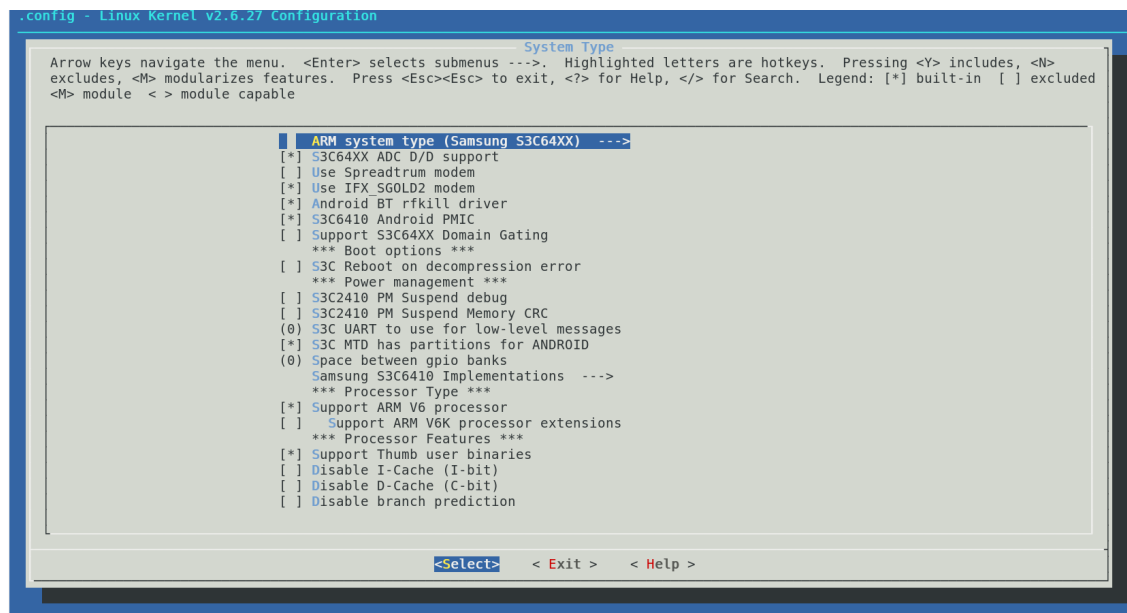 .config - Linux Kernel v2.6.27 Configuration
System Type
Arrow keys navigate the menu.  <Enter> selects submenus --->.  Highlighted letters are hotkeys.  Pressing <Y> includes, <N>
excludes, <M> modularizes features.  Press <Esc><Esc> to exit, <?> for Help, </> for Search.  Legend: [*] built-in  [ ] excluded
<M> module  < > module capable
ARM system type (Samsung S3C64XX)  --->
[*] S3C64XX ADC D/D support
[ ] Use Spreadtrum modem
[*] Use IFX_SGOLD2 modem
[*] Android BT rfkill driver
[*] S3C6410 Android PMIC
[ ] Support S3C64XX Domain Gating
*** Boot options ***
[ ] S3C Reboot on decompression error
*** Power management ***
[ ] S3C2410 PM Suspend debug
[ ] S3C2410 PM Suspend Memory CRC
(0) S3C UART to use for low-level messages
[*] S3C MTD has partitions for ANDROID
(0) Space between gpio banks
Samsung S3C6410 Implementations  --->
*** Processor Type ***
[*] Support ARM V6 processor
[ ]   Support ARM V6K processor extensions
*** Processor Features ***
[*] Support Thumb user binaries
[ ] Disable I-Cache (I-bit)
[ ] Disable D-Cache (C-bit)
[ ] Disable branch prediction
<Select>    < Exit >    < Help >